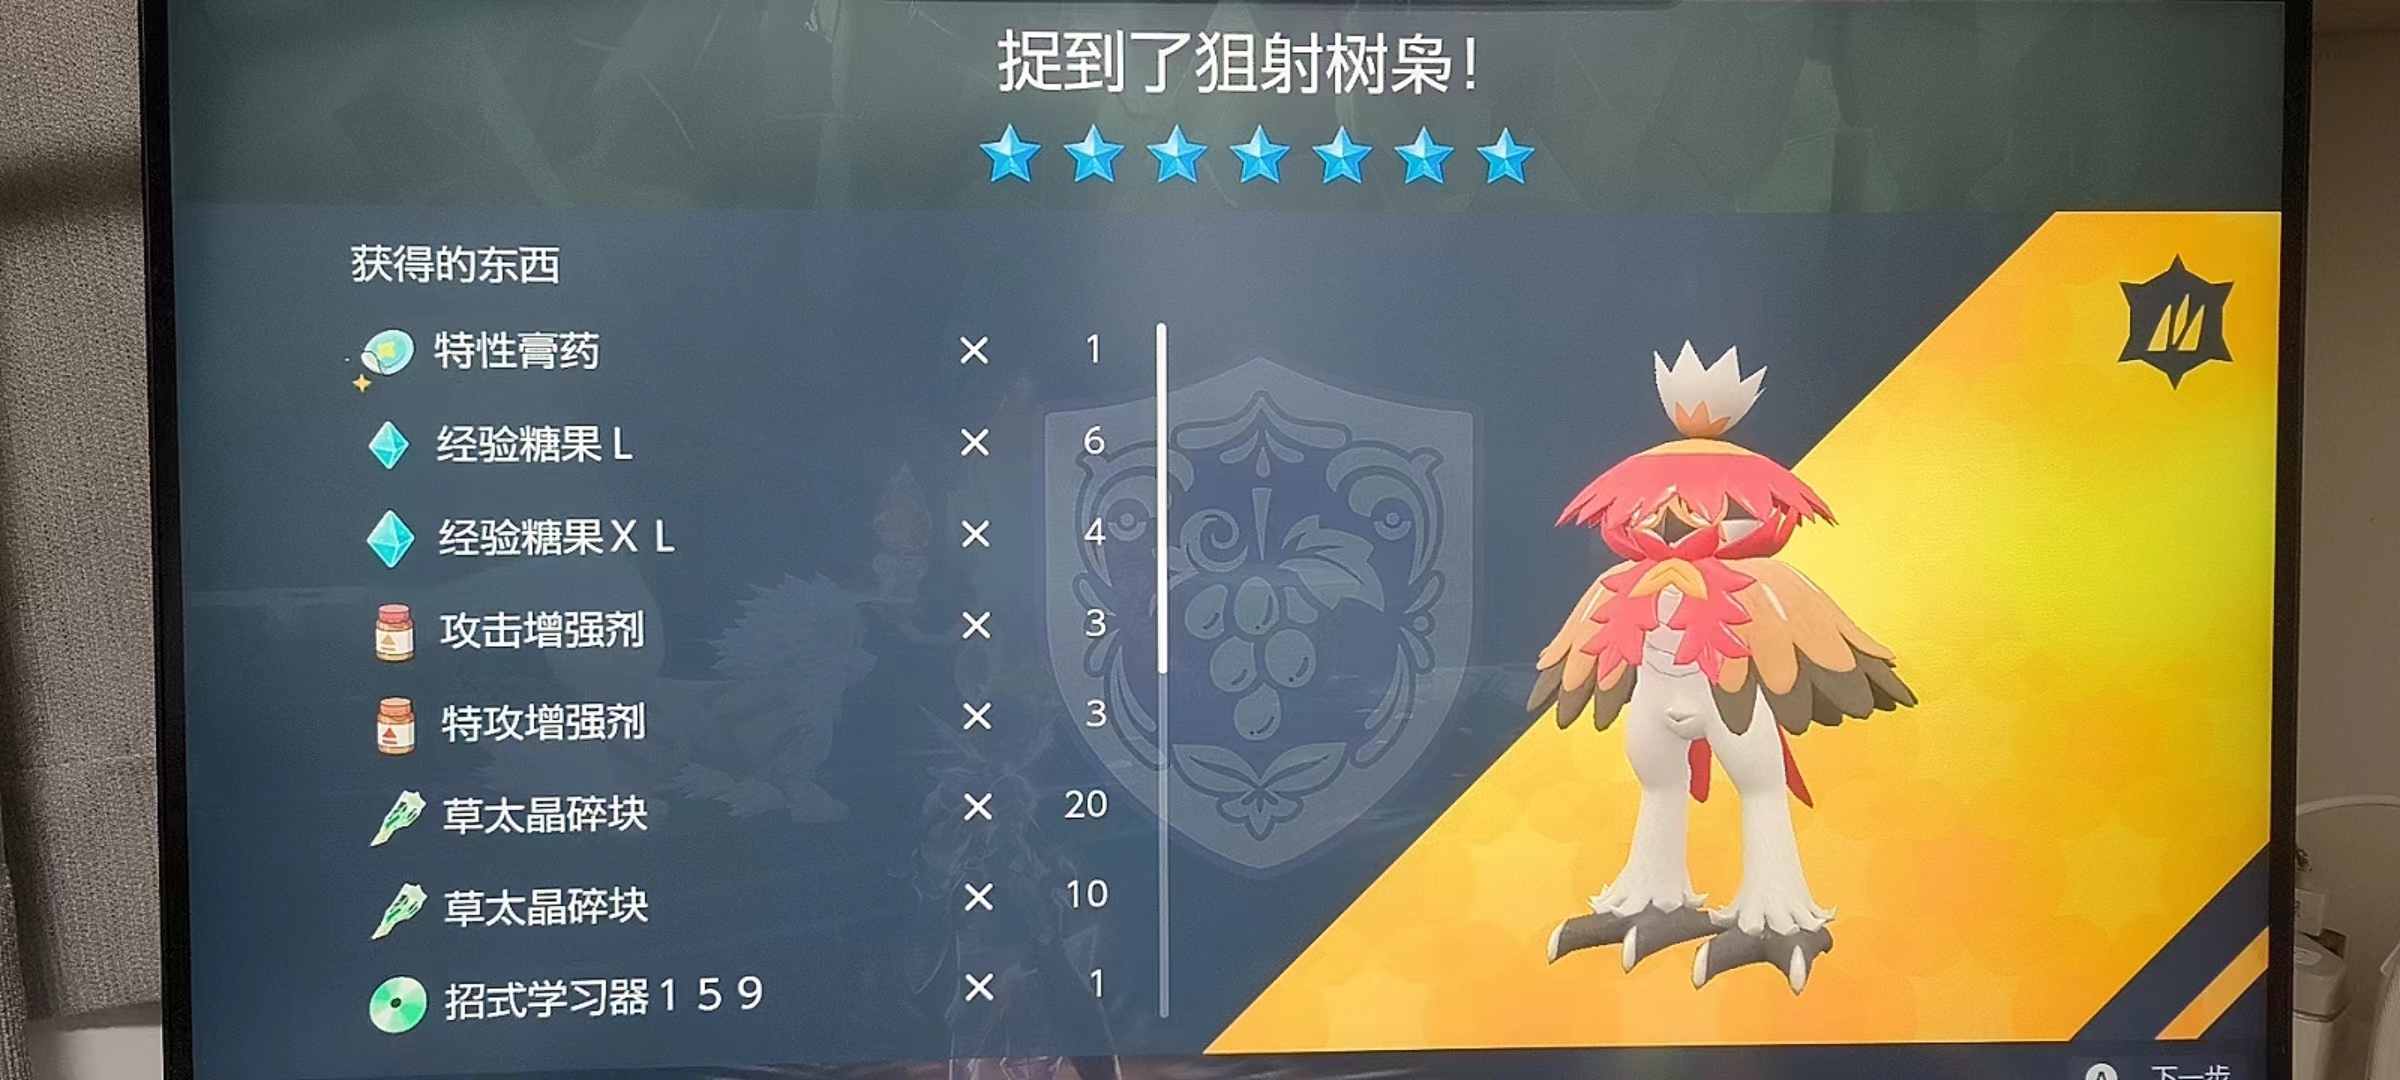 捉到了狙射树枭！
获得的东西
特性膏药 × 1
经验糖果L × 6
经验糖果XL × 4
攻击增强剂 × 3
特攻增强剂 × 3
草太晶碎块 × 20
草太晶碎块 × 10
招式学习器159 × 1
A 下一步